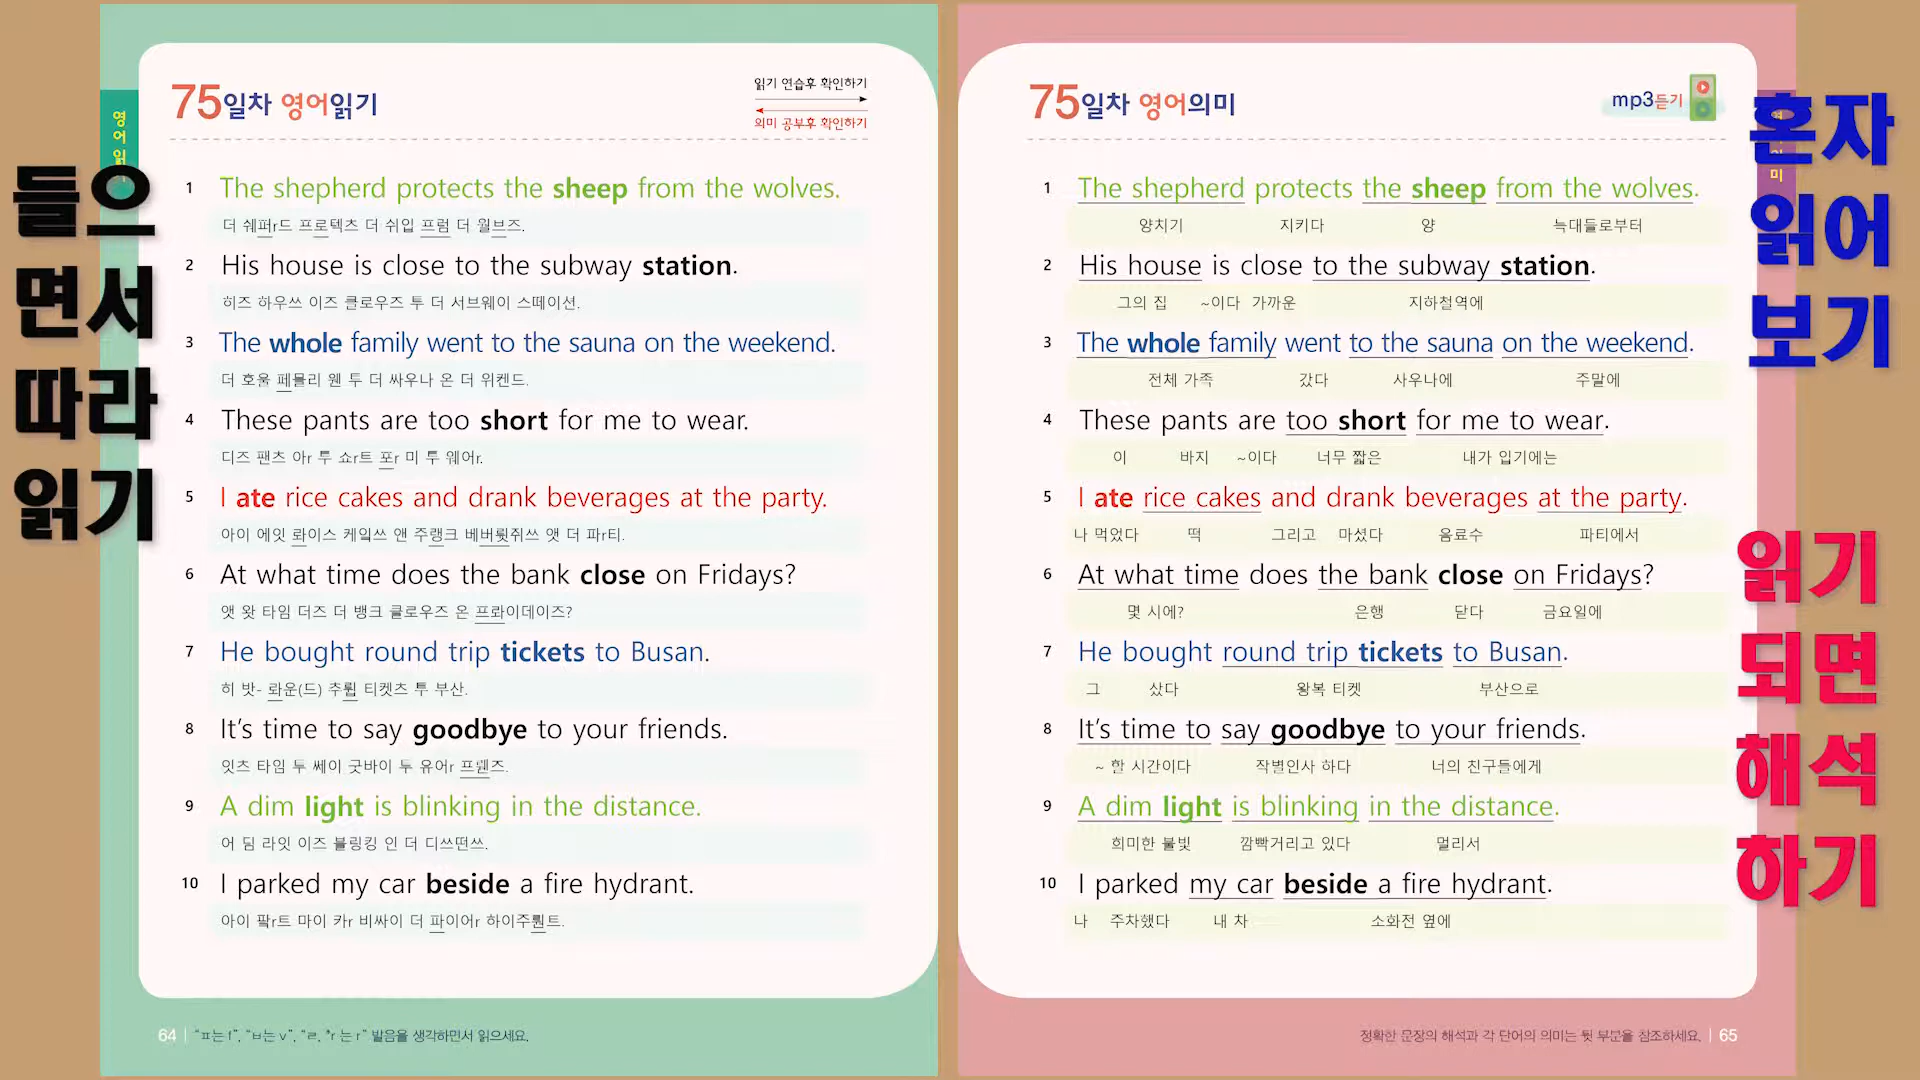 들으
면서
따라
읽기
영어읽
75일차 영어읽기
읽기 연습후 확인하기
의미 공부후 확인하기
1 The shepherd protects the sheep from the wolves.
더 쉐퍼r드 프로텍츠 더 쉬입 프럼 더 월브즈.
2 His house is close to the subway station.
히즈 하우쓰 이즈 클로우즈 투 더 서브웨이 스떼이션.
3 The whole family went to the sauna on the weekend.
더 호울 페믈리 웬 투 더 싸우나 온 더 위켄드.
4 These pants are too short for me to wear.
디즈 팬츠 아r 투 쇼r트 포r 미 투 웨어r.
5 I ate rice cakes and drank beverages at the party.
아이 에잇 롸이스 케잌쓰 앤 주랭크 베버륏쥐쓰 앳 더 파r티.
6 At what time does the bank close on Fridays?
앳 왓 타임 더즈 더 뱅크 클로우즈 온 프롸이데이즈?
7 He bought round trip tickets to Busan.
히 밧- 롸운(드) 추륍 티켓츠 투 부산.
8 It’s time to say goodbye to your friends.
잇츠 타임 투 쎄이 굿바이 투 유어r 프뤤즈.
9 A dim light is blinking in the distance.
어 딤 라잇 이즈 블링킹 인 더 디쓰떤쓰.
10 I parked my car beside a fire hydrant.
아이 팤r트 마이 카r 비싸이 더 파이어r 하이주뤈트.
64 | “ㅍ는 f”, “ㅂ는 v”, “ㄹ, *r 는 r” 발음을 생각하면서 읽으세요.
75일차 영어의미
mp3듣기
1 The shepherd protects the sheep from the wolves.
양치기 지키다 양 늑대들로부터
2 His house is close to the subway station.
그의 집 ~이다 가까운 지하철역에
3 The whole family went to the sauna on the weekend.
전체 가족 갔다 사우나에 주말에
4 These pants are too short for me to wear.
이 바지 ~이다 너무 짧은 내가 입기에는
5 I ate rice cakes and drank beverages at the party.
나 먹었다 떡 그리고 마셨다 음료수 파티에서
6 At what time does the bank close on Fridays?
몇 시에? 은행 닫다 금요일에
7 He bought round trip tickets to Busan.
그 샀다 왕복 티켓 부산으로
8 It’s time to say goodbye to your friends.
~ 할 시간이다 작별인사 하다 너의 친구들에게
9 A dim light is blinking in the distance.
희미한 불빛 깜빡거리고 있다 멀리서
10 I parked my car beside a fire hydrant.
나 주차했다 내 차 소화전 옆에
정확한 문장의 해석과 각 단어의 의미는 뒷 부분을 참조하세요. | 65
혼자
읽어
보기
읽기
되면
해석
하기